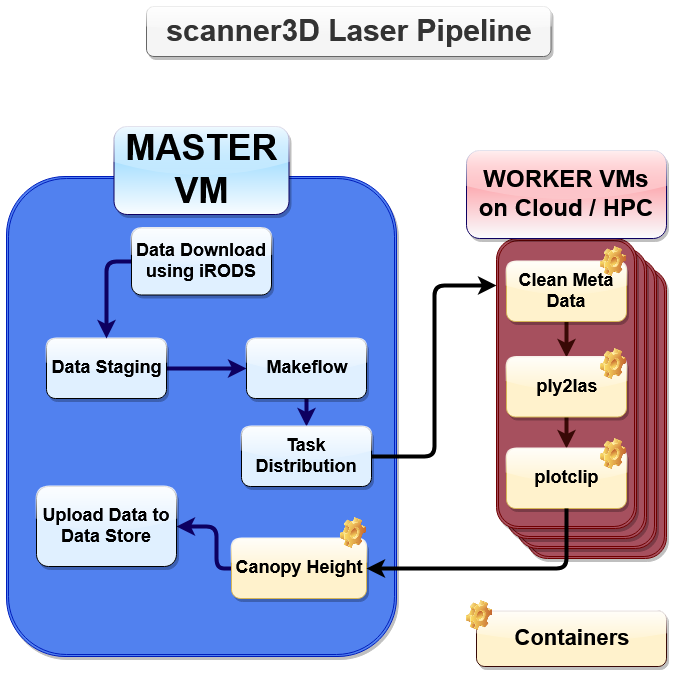 scanner3D Laser Pipeline
MASTER
VM
WORKER VMs
on Cloud / HPC
Data Download
using iRODS
Clean Meta
Data
Data Staging
Makeflow
ply2las
Task
Distribution
plotclip
Upload Data to
Data Store
Canopy Height
Containers